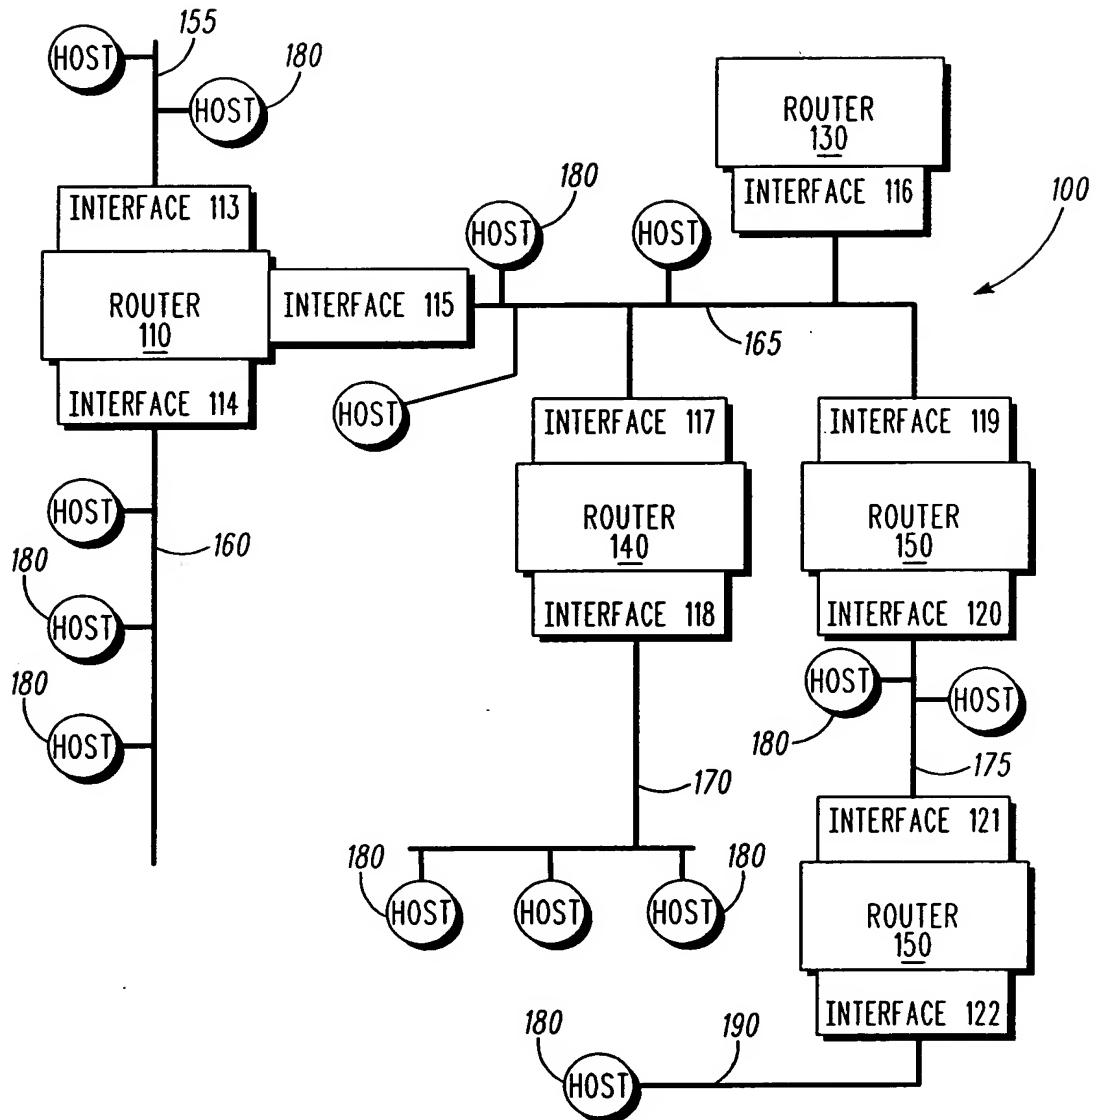 155
HOST
180
HOST
ROUTER
130
INTERFACE 116
180
100
INTERFACE 113
HOST
HOST
ROUTER
110
INTERFACE 115
165
INTERFACE 114
HOST
INTERFACE 117
INTERFACE 119
HOST
160
ROUTER
140
ROUTER
150
180
HOST
INTERFACE 118
INTERFACE 120
180
HOST
HOST
HOST
180
175
170
INTERFACE 121
180
180
HOST
HOST
HOST
ROUTER
150
INTERFACE 122
180
190
HOST